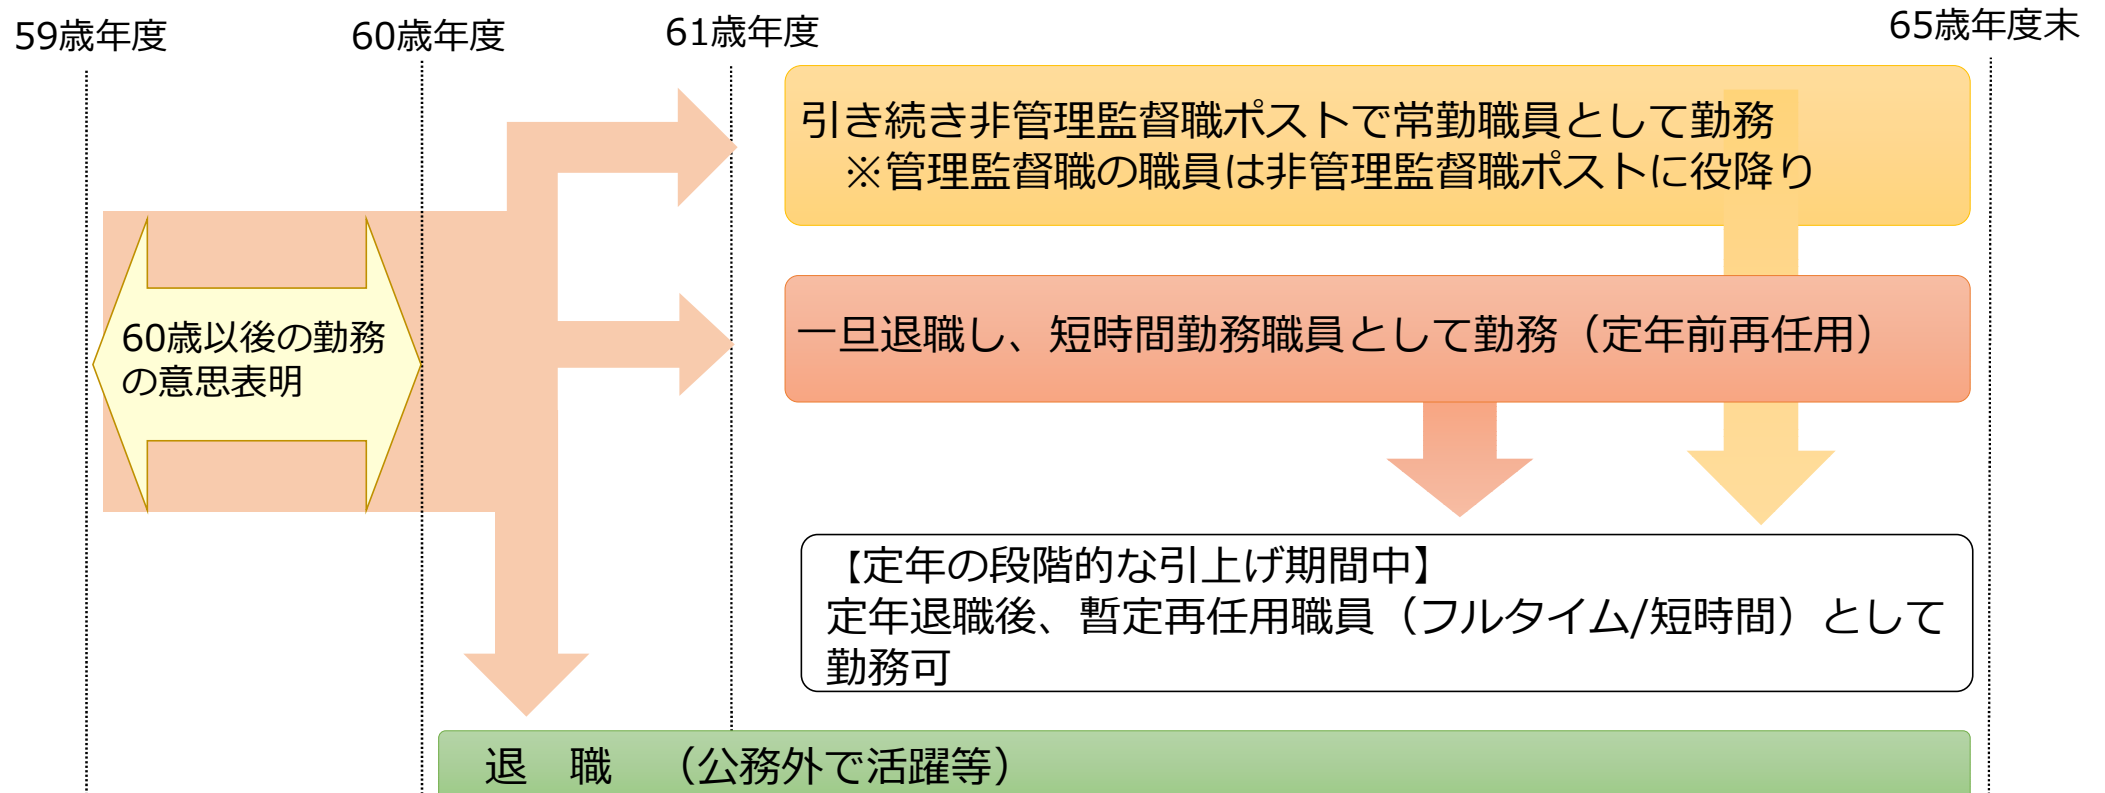 59歳年度
60歳年度
61歳年度
65歳年度末
引き続き非管理監督職ポストで常勤職員として勤務
※管理監督職の職員は非管理監督職ポストに役降り
一旦退職し、短時間勤務職員として勤務（定年前再任用）
60歳以後の勤務
の意思表明
【定年の段階的な引上げ期間中】
定年退職後、暫定再任用職員（フルタイム/短時間）として
勤務可
退　職　（公務外で活躍等）